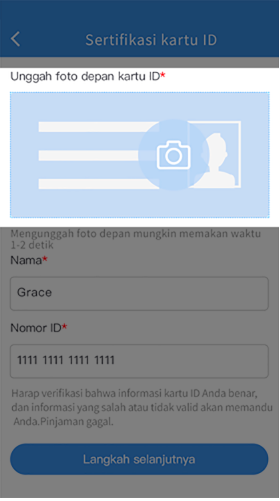 Sertifikasi kartu ID
Unggah foto depan kartu ID*
Mengunggah foto depan mungkin memakan waktu
1-2 detik
Nama*
Grace
Nomor ID*
1111 1111 1111 1111
Harap verifikasi bahwa informasi kartu ID Anda benar,
dan informasi yang salah atau tidak valid akan memandu
Anda.Pinjaman gagal.
Langkah selanjutnya